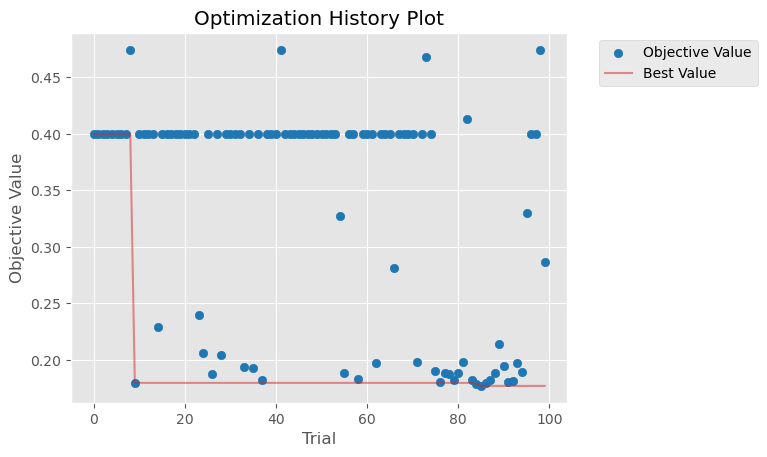 Optimization History Plot
Objective Value
Best Value
Objective Value
0.45
0.40
0.35
0.30
0.25
0.20
0
20
40
60
80
100
Trial